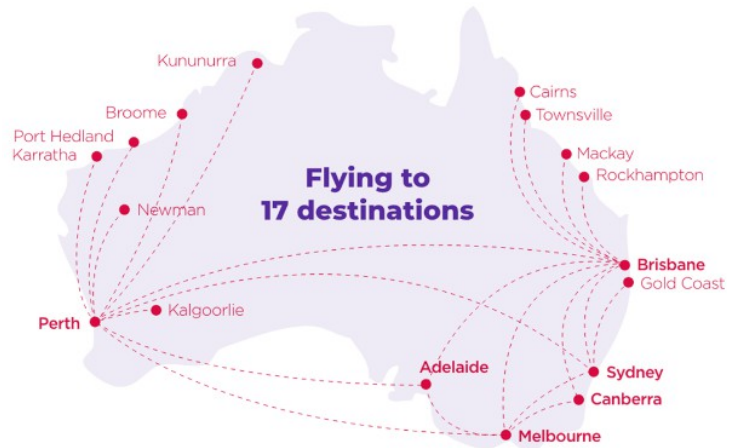 Kununurra
Cairns
Broome
Townsville
Port Hedland
Karratha
Mackay
Rockhampton
Flying to
17 destinations
Newman
Brisbane
Gold Coast
Kalgoorlie
Perth
Adelaide
Sydney
Canberra
Melbourne